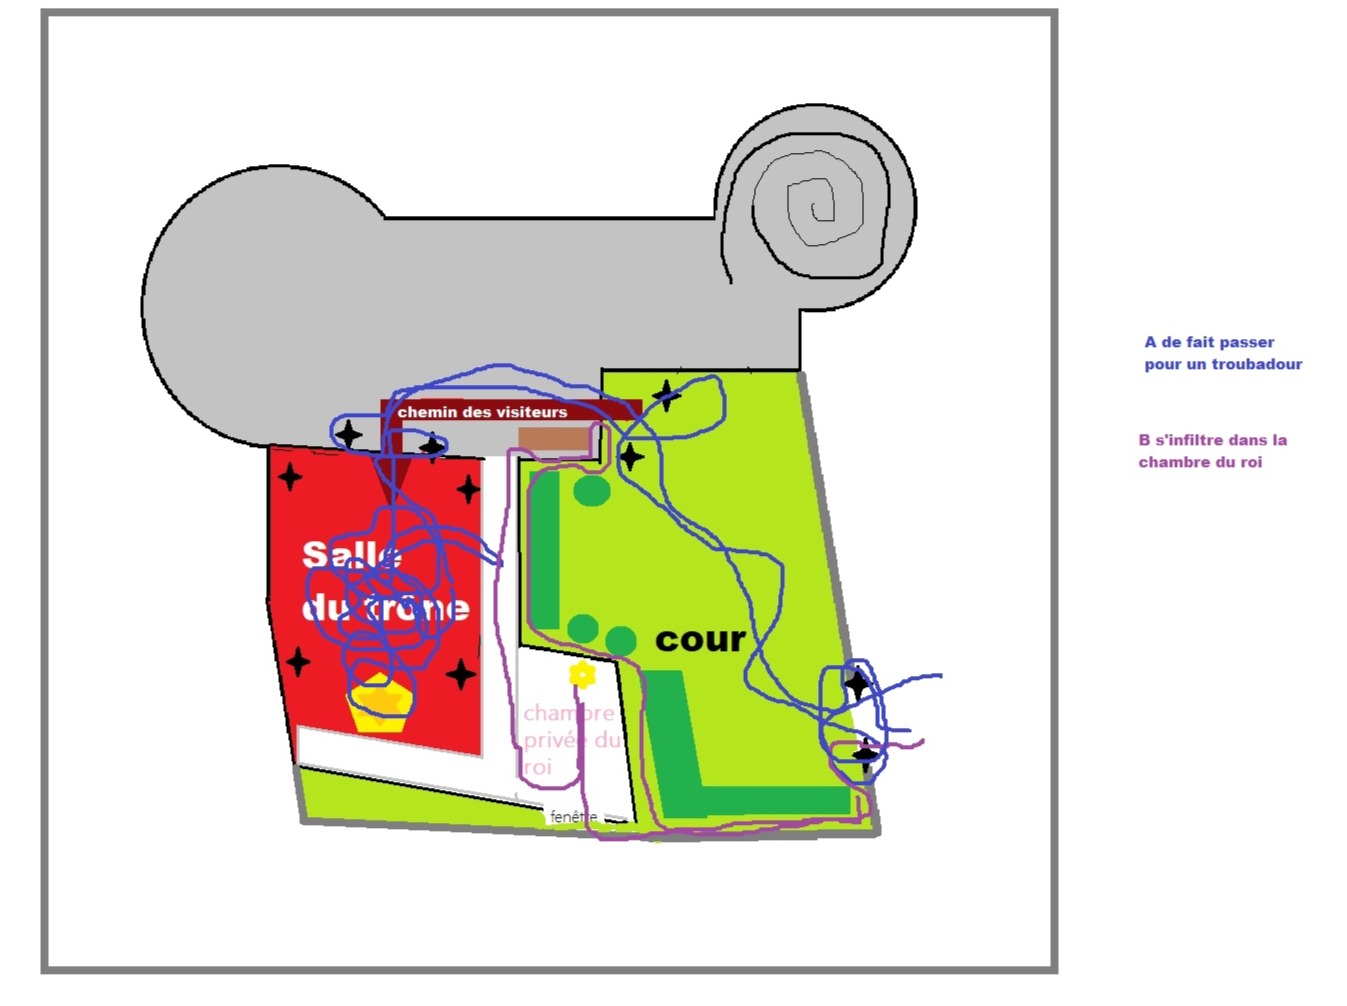 chemin des visiteurs
Salle
du trône
cour
chambre
privée du
roi
fenêtre
A de fait passer
pour un troubadour
B s'infiltre dans la
chambre du roi